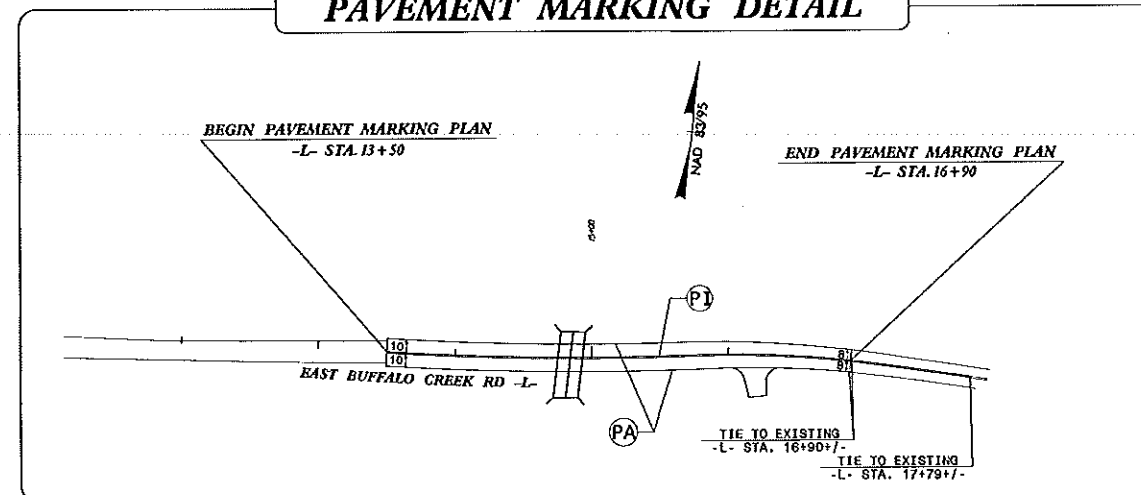 PAVEMENT MARKING DETAIL
NAD 83/95
BEGIN PAVEMENT MARKING PLAN
-L- STA. 13+50
END PAVEMENT MARKING PLAN
-L- STA. 16+90
15+00
PI
10
10
EAST BUFFALO CREEK RD -L-
PA
TIE TO EXISTING
-L- STA. 16+90+/-
TIE TO EXISTING
-L- STA. 17+79+/-